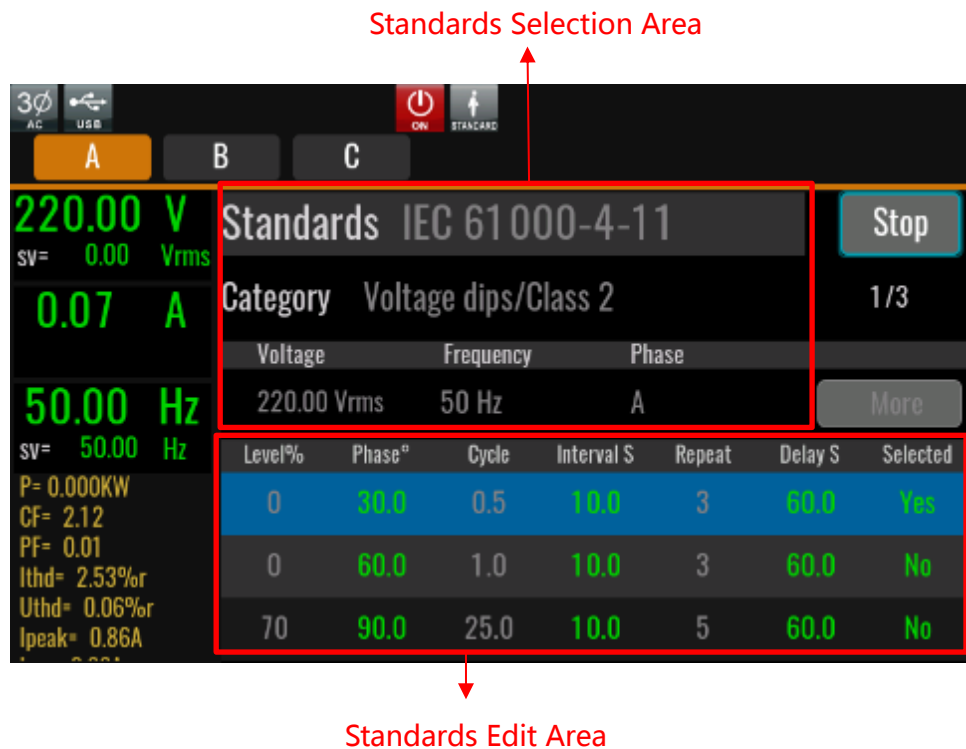 Standards Selection Area
3Ø AC USB ON STANDARD
A B C
220.00 V
sv= 0.00 Vrms
0.07 A
50.00 Hz
sv= 50.00 Hz
P= 0.000KW
CF= 2.12
PF= 0.01
Ithd= 2.53%r
Uthd= 0.06%r
Ipeak= 0.86A
Standards IEC 61000-4-11
Stop
Category Voltage dips/Class 2
1/3
Voltage Frequency Phase
220.00 Vrms 50 Hz A
More
Level% Phase° Cycle Interval S Repeat Delay S Selected
0 30.0 0.5 10.0 3 60.0 Yes
0 60.0 1.0 10.0 3 60.0 No
70 90.0 25.0 10.0 5 60.0 No
Standards Edit Area